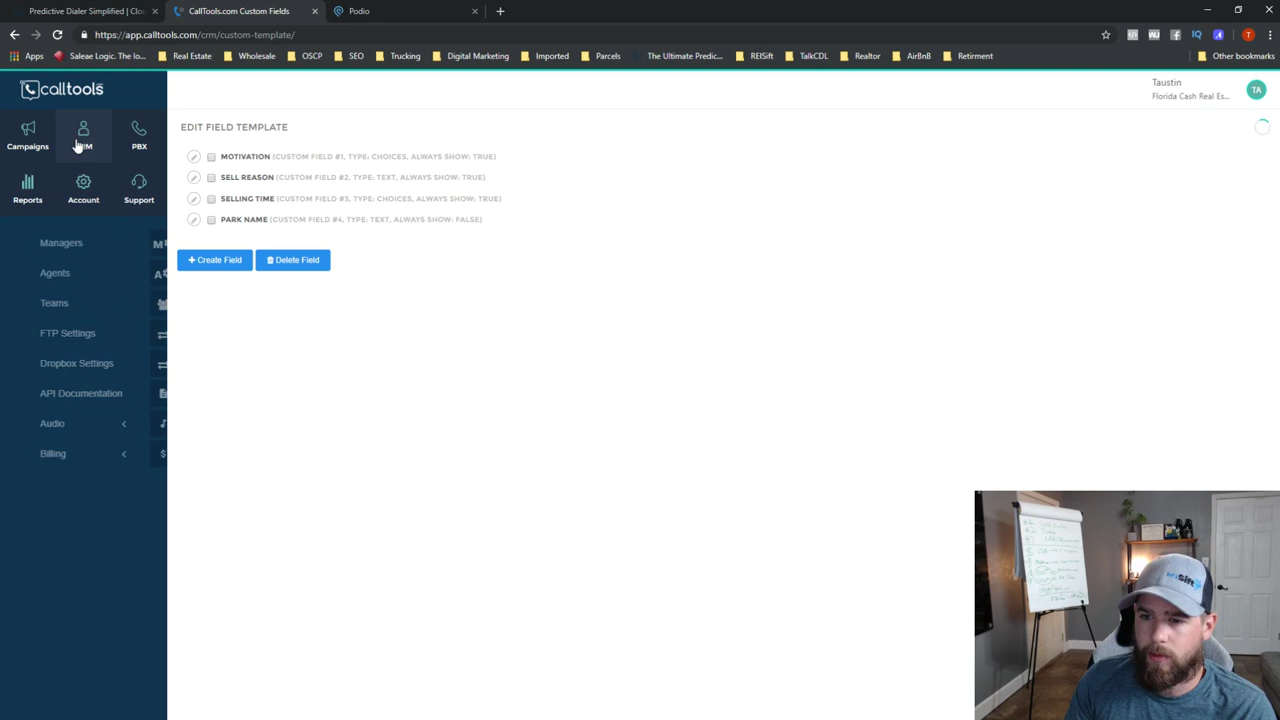 Predictive Dialer Simplified | Clou
CallTools.com Custom Fields
Podio
https://app.calltools.com/crm/custom-template/
Apps
Saleae Logic. The lo...
Real Estate
Wholesale
OSCP
SEO
Trucking
Digital Marketing
Imported
Parcels
The Ultimate Predic...
REISift
TalkCDL
Realtor
AirBnB
Retirment
Other bookmarks
calltools
Taustin
Florida Cash Real Es...
TA
Campaigns
PBX
Reports
Account
Support
Managers
Agents
Teams
FTP Settings
Dropbox Settings
API Documentation
Audio
Billing
EDIT FIELD TEMPLATE
MOTIVATION (CUSTOM FIELD #1, TYPE: CHOICES, ALWAYS SHOW: TRUE)
SELL REASON (CUSTOM FIELD #2, TYPE: TEXT, ALWAYS SHOW: TRUE)
SELLING TIME (CUSTOM FIELD #3, TYPE: CHOICES, ALWAYS SHOW: TRUE)
PARK NAME (CUSTOM FIELD #4, TYPE: TEXT, ALWAYS SHOW: FALSE)
+ Create Field
Delete Field